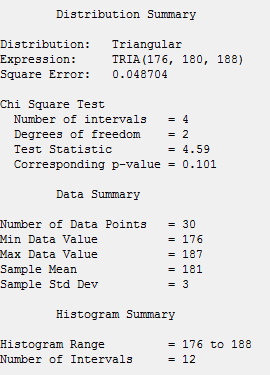 Distribution Summary
Distribution: Triangular
Expression: TRIA(176, 180, 188)
Square Error: 0.048704
Chi Square Test
Number of intervals = 4
Degrees of freedom = 2
Test Statistic = 4.59
Corresponding p-value = 0.101
Data Summary
Number of Data Points = 30
Min Data Value = 176
Max Data Value = 187
Sample Mean = 181
Sample Std Dev = 3
Histogram Summary
Histogram Range = 176 to 188
Number of Intervals = 12